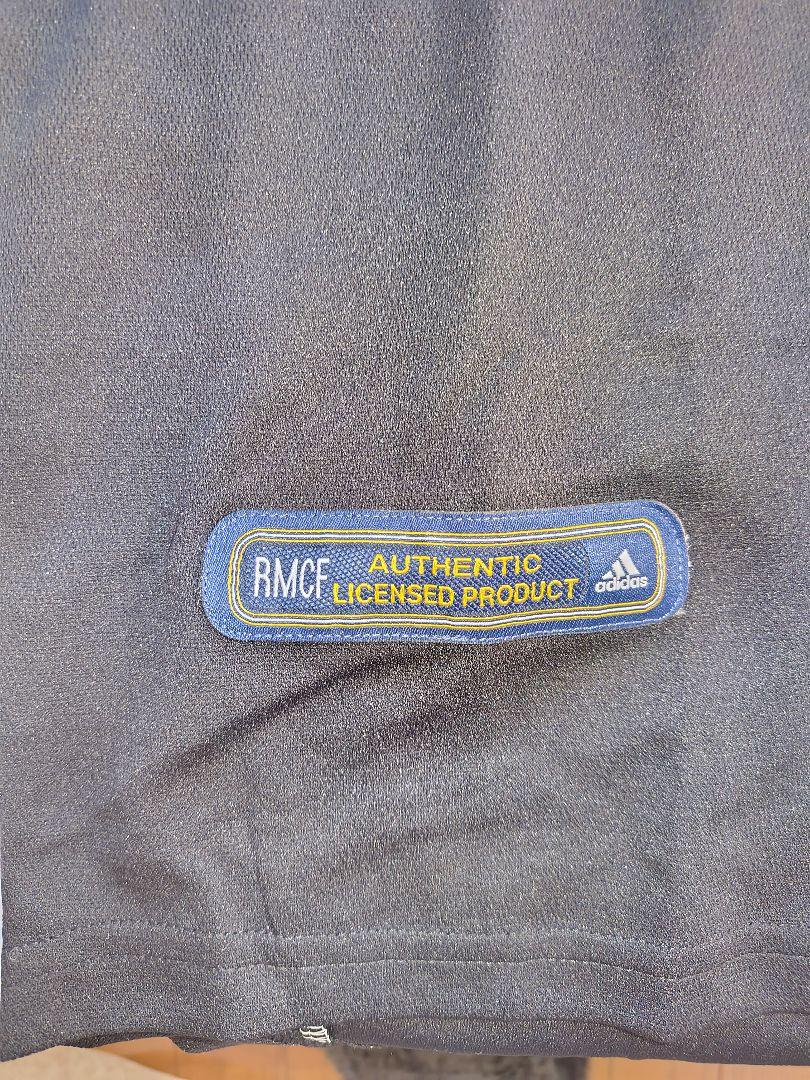 RMCF
AUTHENTIC
LICENSED PRODUCT
adidas